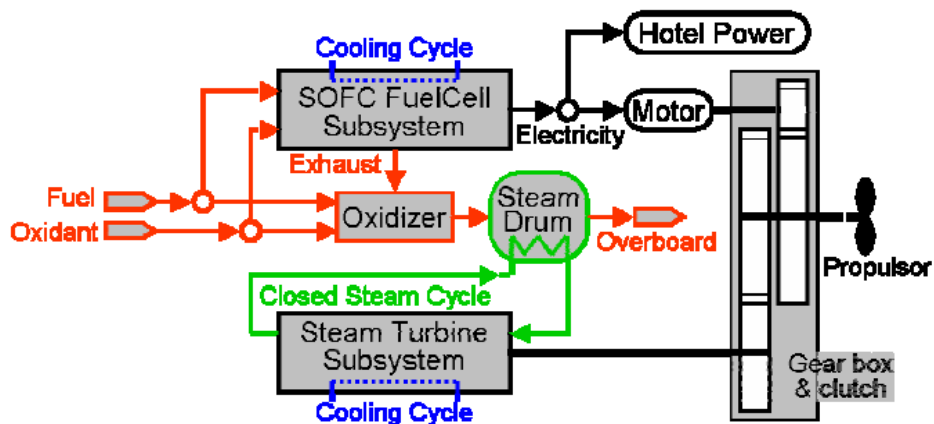 Cooling Cycle
Hotel Power
SOFC FuelCell
Subsystem
Motor
Electricity
Exhaust
Fuel
Oxidant
Oxidizer
Steam
Drum
Overboard
Propulsor
Closed Steam Cycle
Steam Turbine
Subsystem
Gear box
& clutch
Cooling Cycle